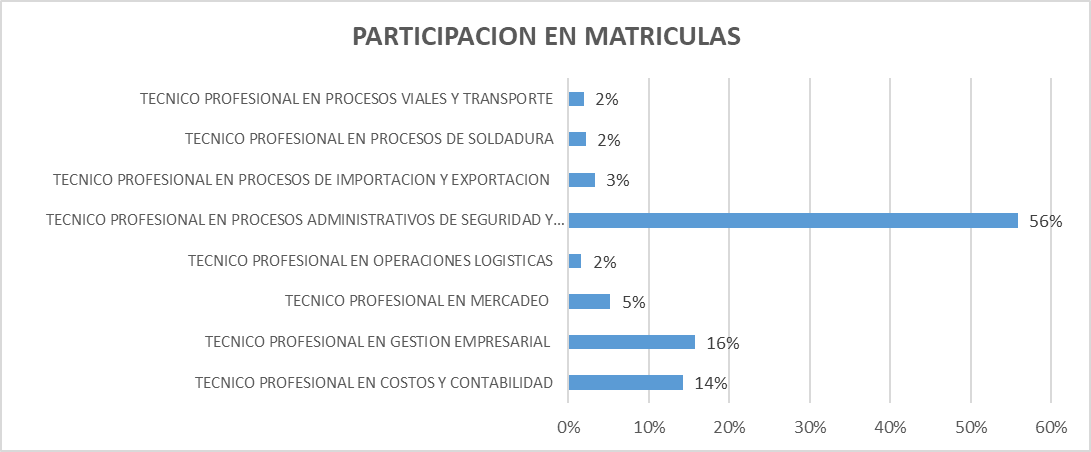 PARTICIPACION EN MATRICULAS
TECNICO PROFESIONAL EN PROCESOS VIALES Y TRANSPORTE 2%
TECNICO PROFESIONAL EN PROCESOS DE SOLDADURA 2%
TECNICO PROFESIONAL EN PROCESOS DE IMPORTACION Y EXPORTACION 3%
TECNICO PROFESIONAL EN PROCESOS ADMINISTRATIVOS DE SEGURIDAD Y... 56%
TECNICO PROFESIONAL EN OPERACIONES LOGISTICAS 2%
TECNICO PROFESIONAL EN MERCADEO 5%
TECNICO PROFESIONAL EN GESTION EMPRESARIAL 16%
TECNICO PROFESIONAL EN COSTOS Y CONTABILIDAD 14%
0% 10% 20% 30% 40% 50% 60%